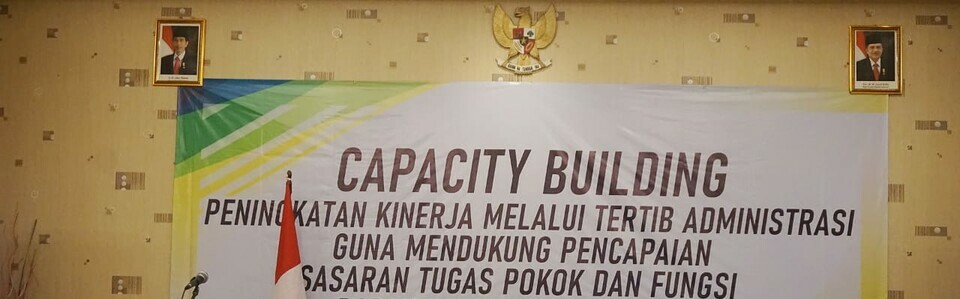 CAPACITY BUILDING
PENINGKATAN KINERJA MELALUI TERTIB ADMINISTRASI
GUNA MENDUKUNG PENCAPAIAN
SASARAN TUGAS POKOK DAN FUNGSI